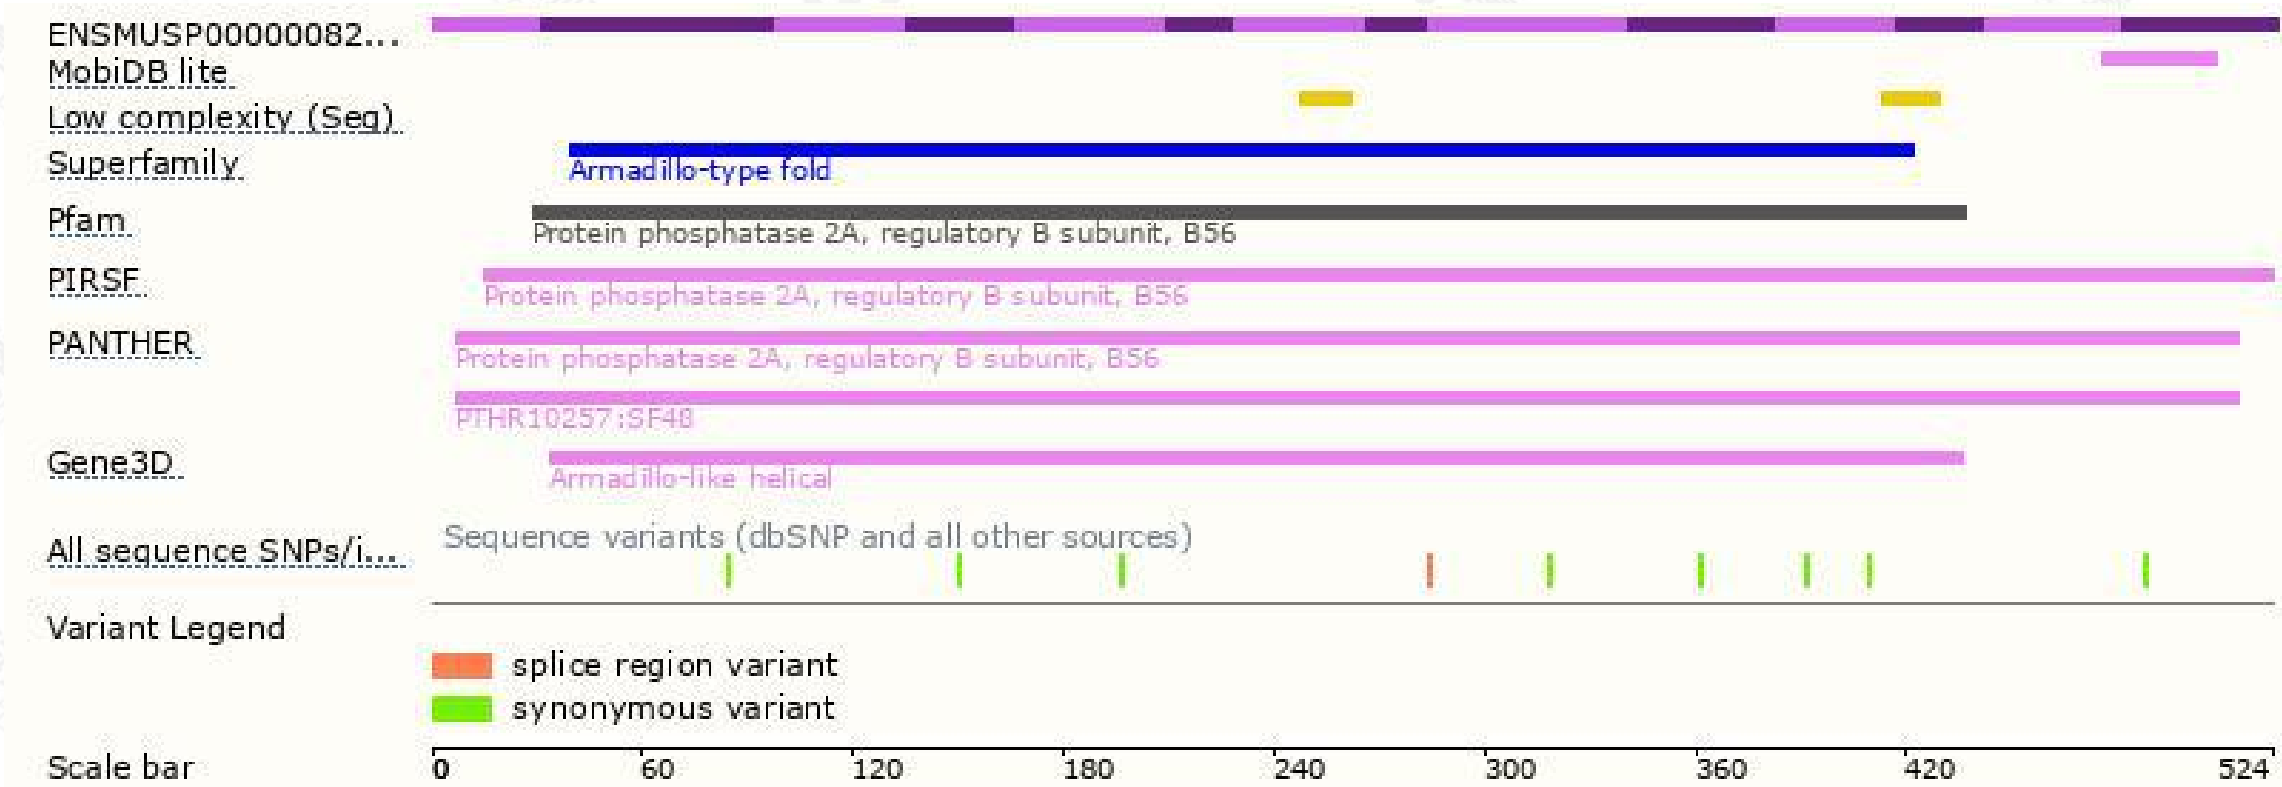 ENSMUSP00000082...
MobiDB lite
Low complexity (Seg)
Superfamily
Armadillo-type fold
Pfam
Protein phosphatase 2A, regulatory B subunit, B56
PIRSF
Protein phosphatase 2A, regulatory B subunit, B56
PANTHER
Protein phosphatase 2A, regulatory B subunit, B56
PTHR10257:SF48
Gene3D
Armadillo-like helical
Sequence variants (dbSNP and all other sources)
All sequence SNPs/i...
Variant Legend
splice region variant
synonymous variant
Scale bar 0 60 120 180 240 300 360 420 524